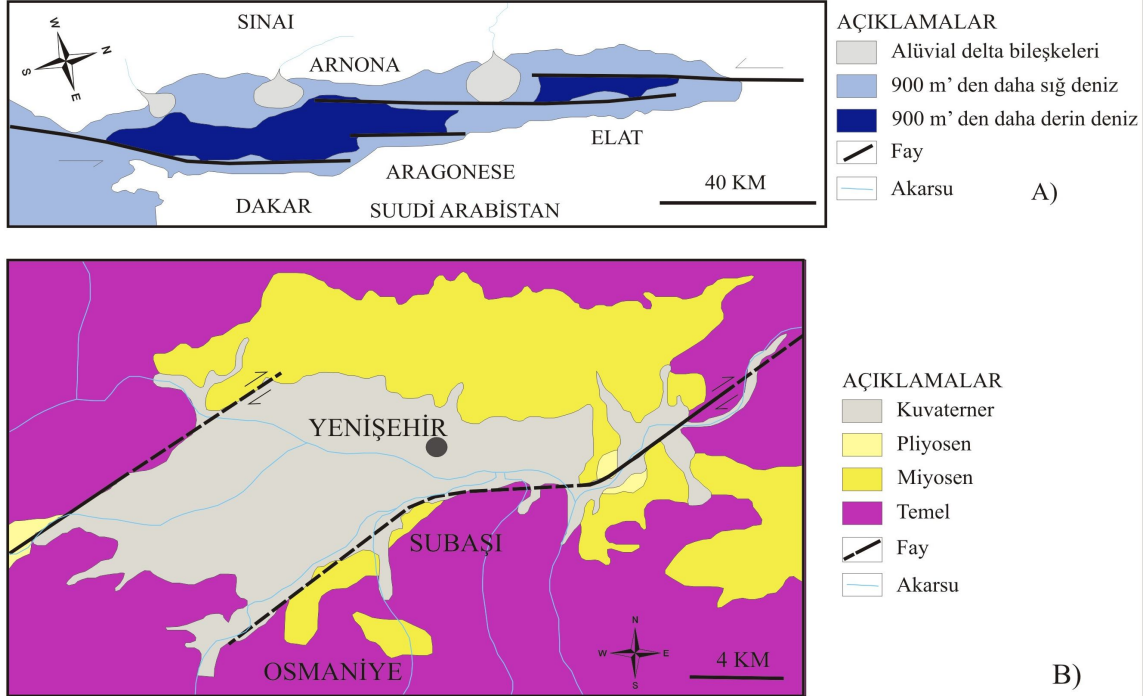 SINAI
ARNONA
ELAT
ARAGONESE
DAKAR
SUUDİ ARABİSTAN
40 KM
W
N
S
E
AÇIKLAMALAR
Alüvial delta bileşkeleri
900 m' den daha sığ deniz
900 m' den daha derin deniz
Fay
Akarsu
A)
YENİŞEHİR
SUBAŞI
OSMANİYE
N
W
E
S
4 KM
AÇIKLAMALAR
Kuvaterner
Pliyosen
Miyosen
Temel
Fay
Akarsu
B)